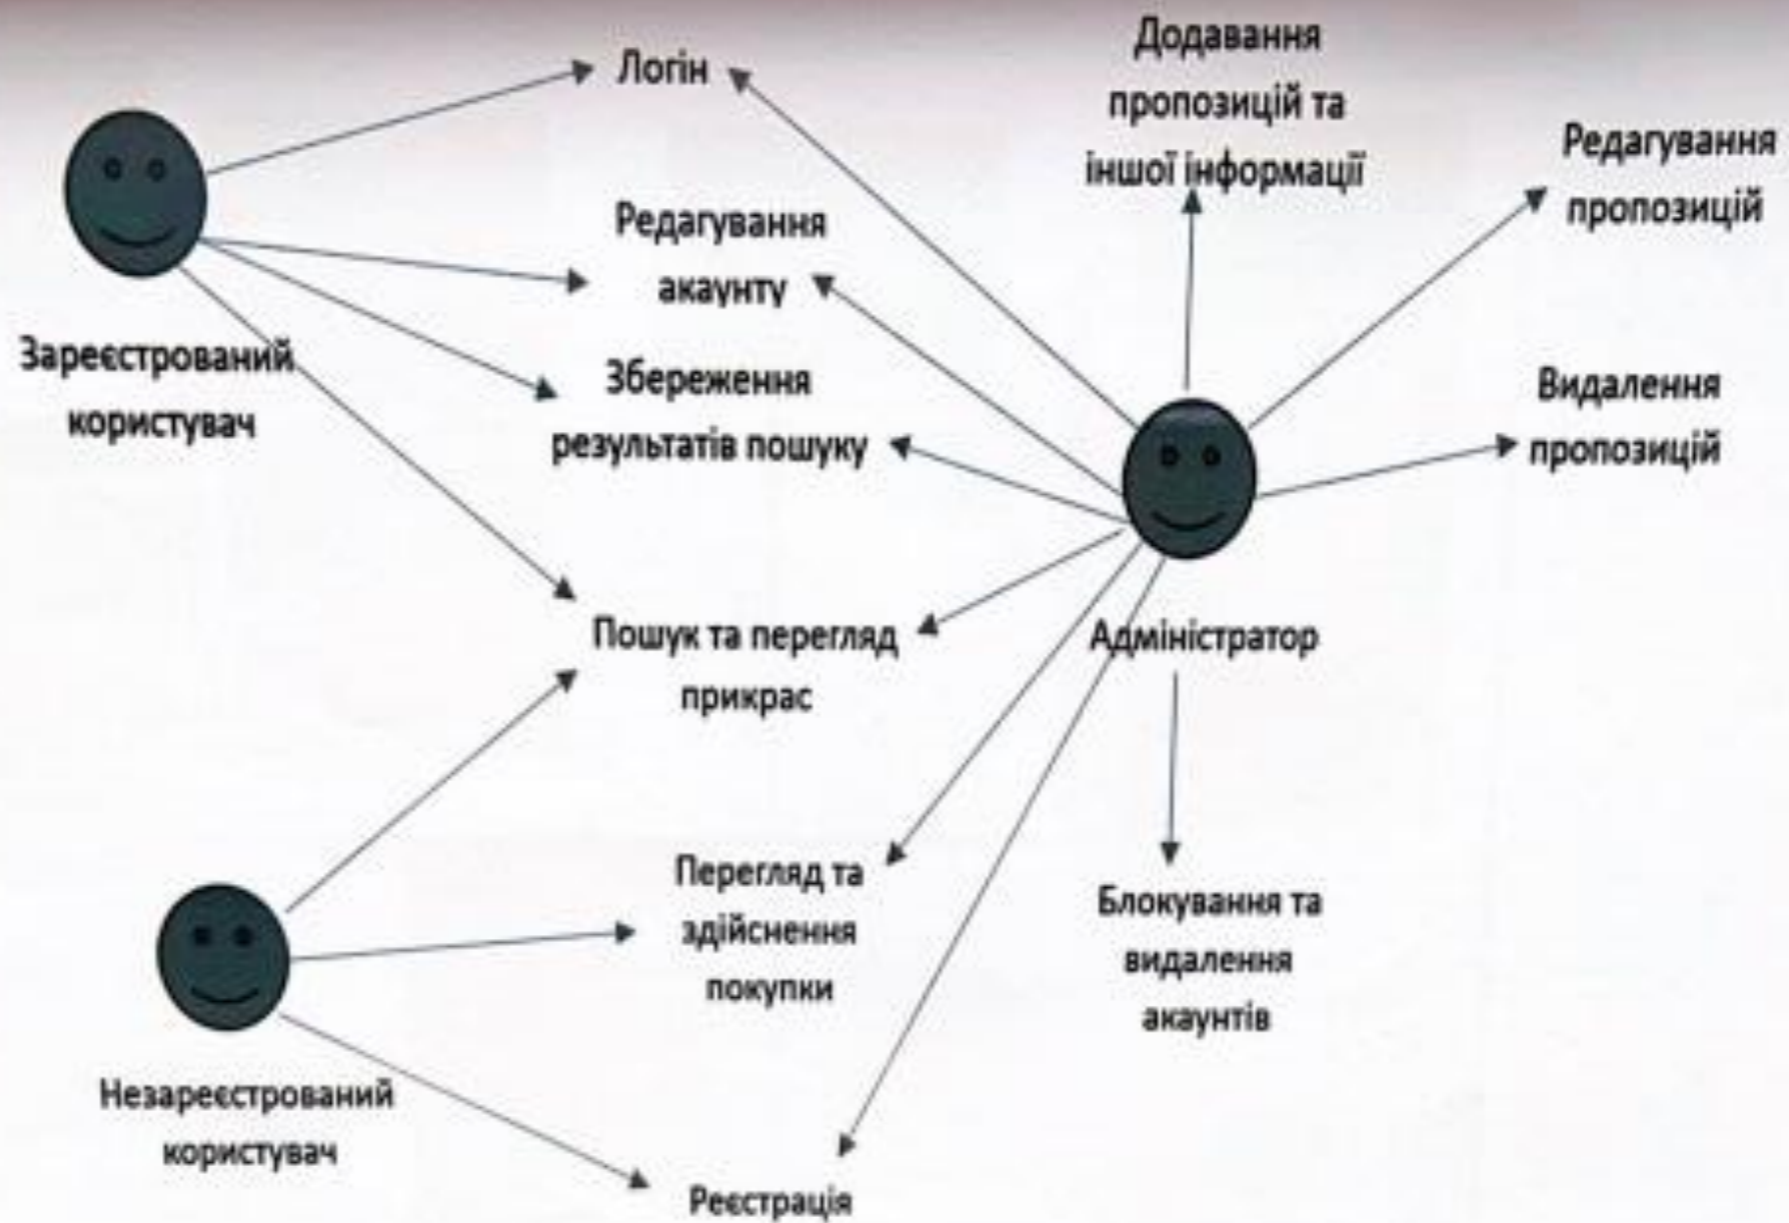 Логін
Додавання
пропозицій та
іншої інформації
Редагування
пропозицій
Редагування
акаунту
Зареєстрований
користувач
Збереження
результатів пошуку
Видалення
пропозицій
Пошук та перегляд
прикрас
Адміністратор
Перегляд та
здійснення
покупки
Блокування та
видалення
акаунтів
Незареєстрований
користувач
Реєстрація